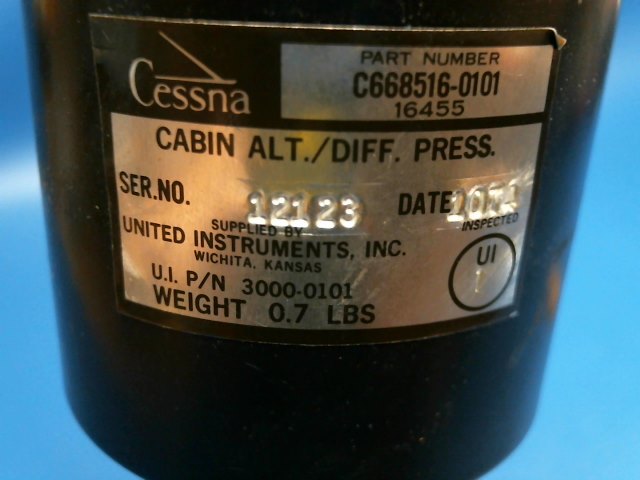 Cessna
PART NUMBER
C668516-0101
16455
CABIN ALT./DIFF. PRESS.
SER.NO. 12123 DATE
INSPECTED
SUPPLIED BY
UNITED INSTRUMENTS, INC.
WICHITA, KANSAS
UI
U.I. P/N 3000-0101
WEIGHT 0.7 LBS